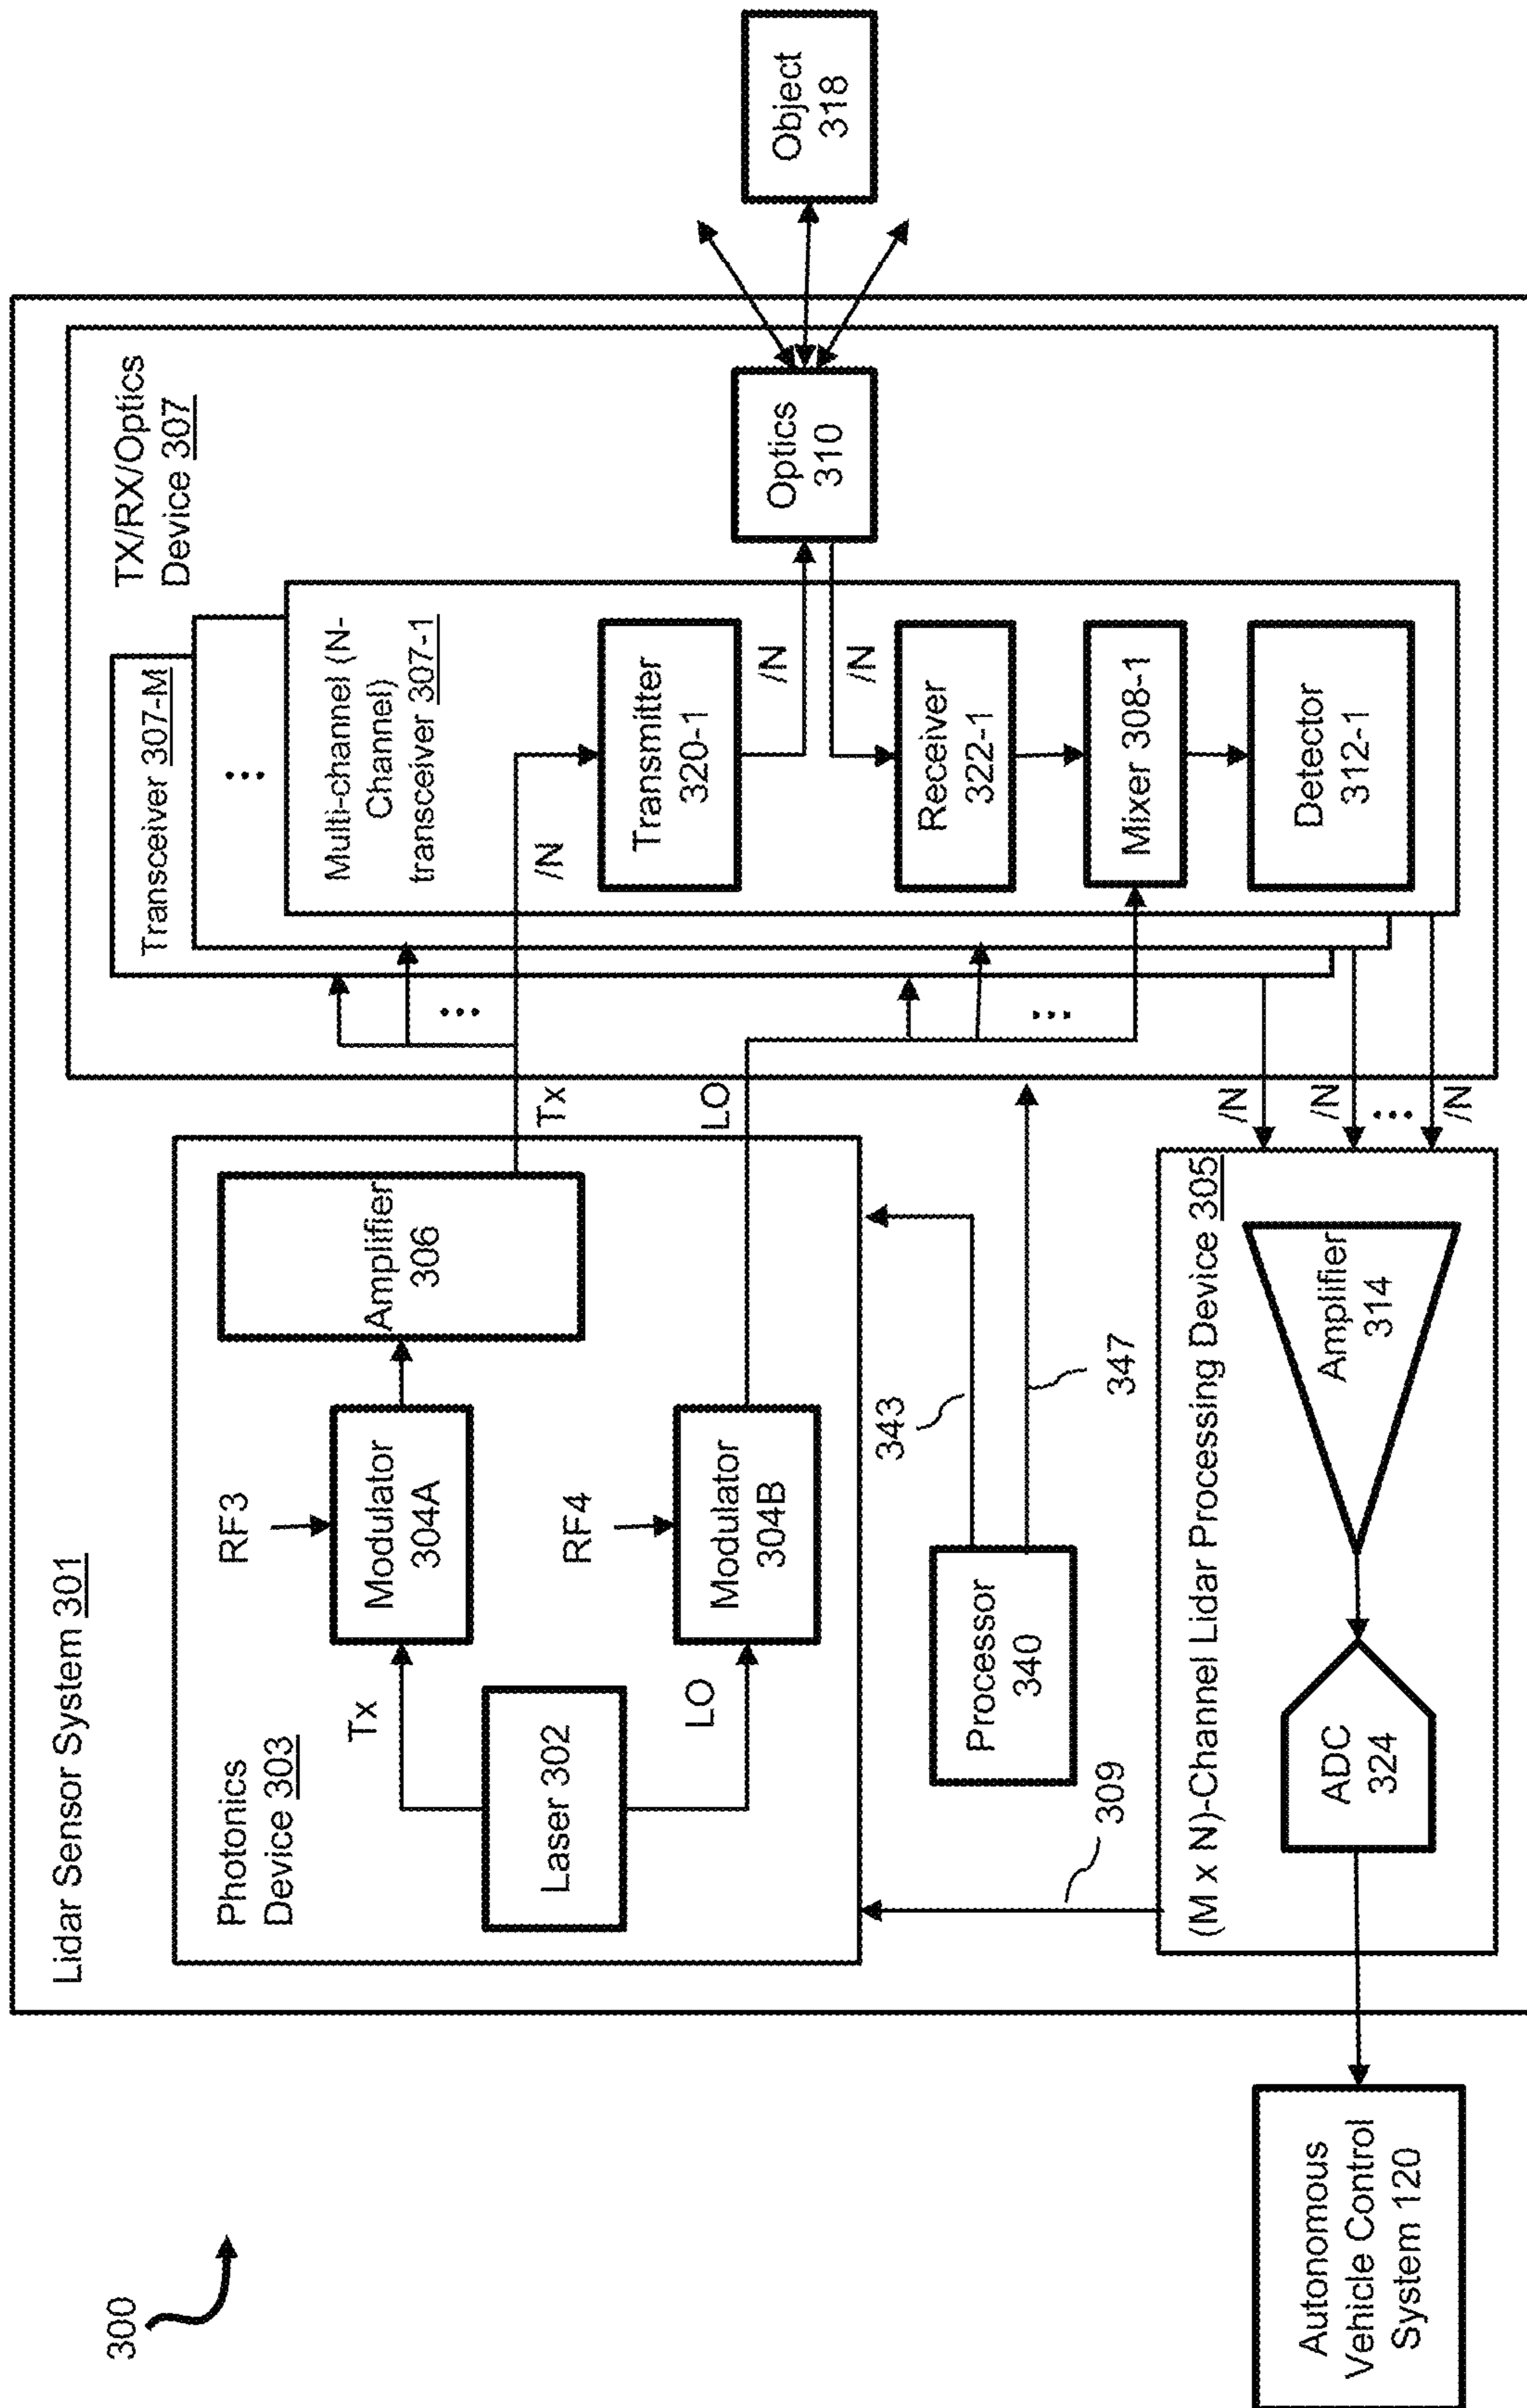 300
Lidar Sensor System 301
Photonics
Device 303
Laser 302
Tx
LO
RF3
Modulator
304A
RF4
Modulator
304B
Amplifier
306
Tx
LO
Processor
340
343
347
309
(M x N)-Channel Lidar Processing Device 305
ADC
324
Amplifier
314
/N
/N
⋮
/N
TX/RX/Optics
Device 307
Transceiver 307-M
...
Multi-channel (N-
Channel)
transceiver 307-1
...
...
/N
Transmitter
320-1
/N
/N
Receiver
322-1
Mixer 308-1
Detector
312-1
Optics
310
Object
318
Autonomous
Vehicle Control
System 120